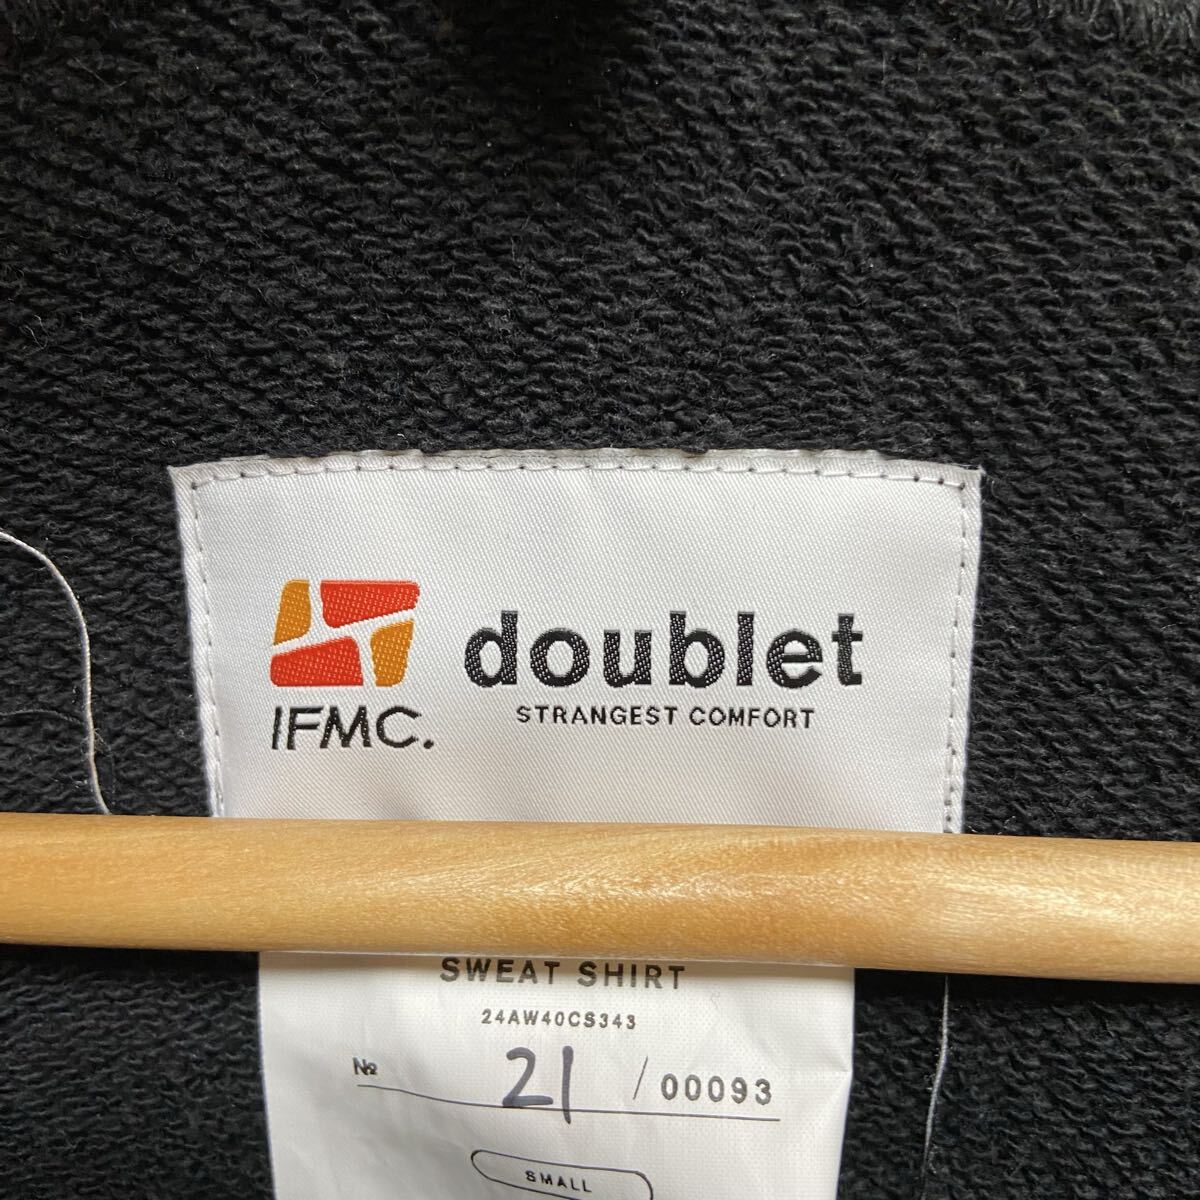 IFMC.
doublet
STRANGEST COMFORT
SWEAT SHIRT
24AW40CS343
№ 21 / 00093
SMALL